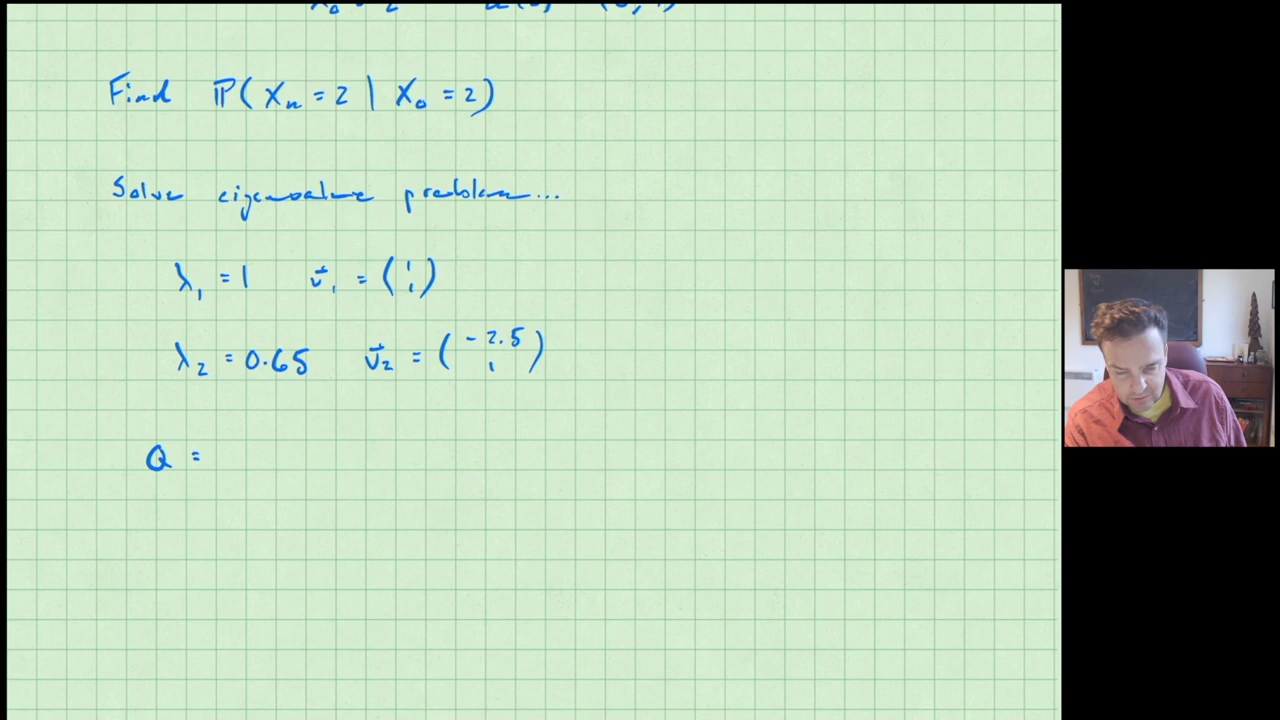 Find ℙ( Xₙ = 2 | X₀ = 2)
Solve eigenvalue problem...
λ₁ = 1 v⃗₁ = (1 1)
λ₂ = 0.65 v⃗₂ = (-2.5 1)
Q =